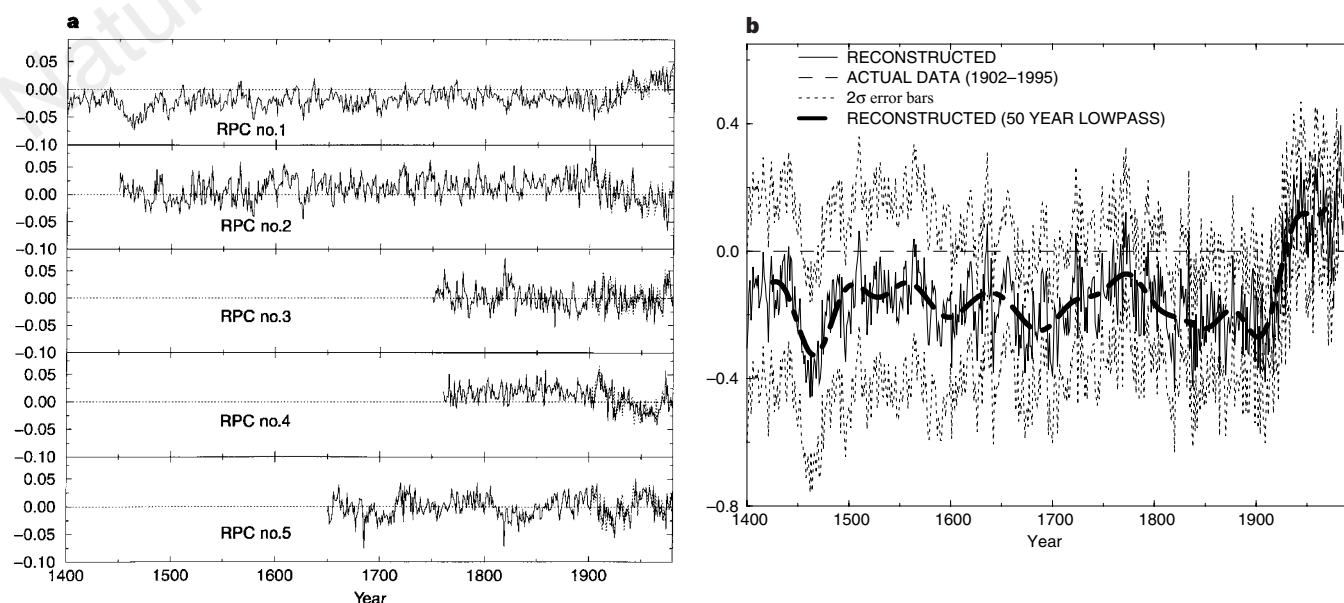 a
0.05
0.00
−0.05
−0.10
RPC no.1
0.05
0.00
−0.05
−0.10
RPC no.2
0.05
0.00
−0.05
−0.10
RPC no.3
0.05
0.00
−0.05
−0.10
RPC no.4
0.05
0.00
−0.05
−0.10
RPC no.5
1400 1500 1600 1700 1800 1900
Year
b
RECONSTRUCTED
ACTUAL DATA (1902–1995)
2σ error bars
RECONSTRUCTED (50 YEAR LOWPASS)
0.4
0.0
−0.4
−0.8
1400 1500 1600 1700 1800 1900
Year
Natur